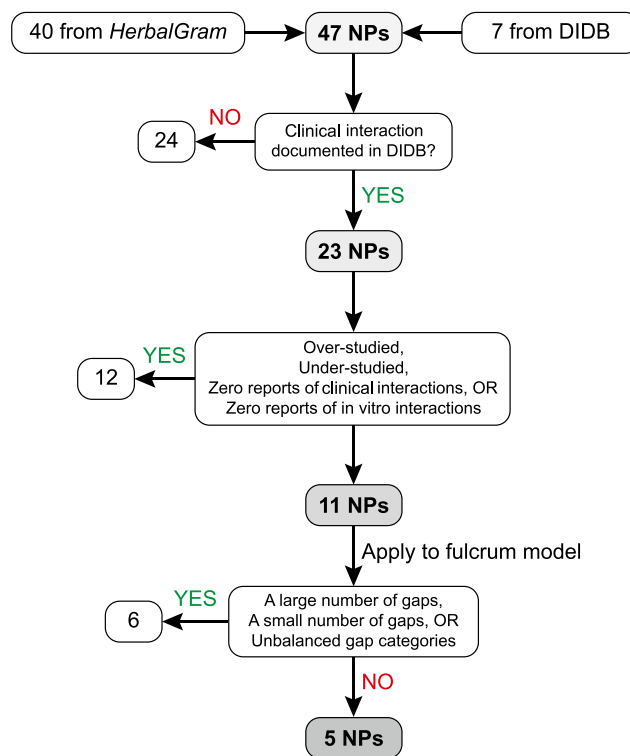 40 from HerbalGram
47 NPs
7 from DIDB
NO
24
Clinical interaction
documented in DIDB?
YES
23 NPs
YES
12
Over-studied,
Under-studied,
Zero reports of clinical interactions, OR
Zero reports of in vitro interactions
11 NPs
Apply to fulcrum model
YES
6
A large number of gaps,
A small number of gaps, OR
Unbalanced gap categories
NO
5 NPs